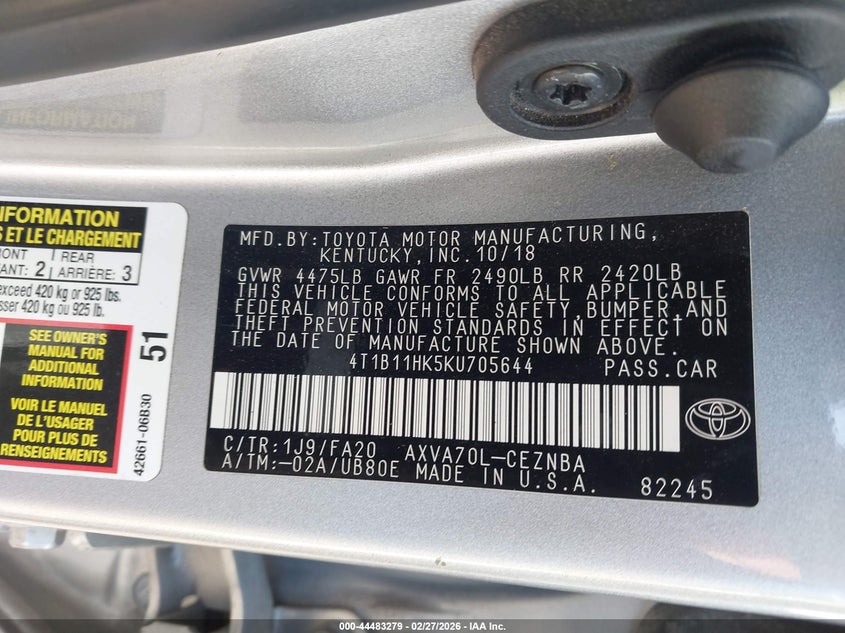 INFORMATION
NFORMATION
S ET LE CHARGEMENT
ONT REAR
ANT: 2 ARRIÈRE: 3
exceed 420 kg or 925 lbs.
sser 420 kg ou 925 lb.
SEE OWNER'S
MANUAL FOR
ADDITIONAL
INFORMATION
VOIR LE MANUEL
DE L'USAGER
POUR PLUS DE
RENSEIGNEMENTS
51
42661-06B30
MFD.BY:TOYOTA MOTOR MANUFACTURING,
KENTUCKY,INC.10/18
GVWR 4475LB GAWR FR 2490LB RR 2420LB
THIS VEHICLE CONFORMS TO ALL APPLICABLE
FEDERAL MOTOR VEHICLE SAFETY,BUMPER,AND
THEFT PREVENTION STANDARDS IN EFFECT ON
THE DATE OF MANUFACTURE SHOWN ABOVE.
4T1B11HK5KU705644 PASS.CAR
C/TR:1J9/FA20 AXVA70L-CEZNBA
A/TM:-02A/UB80E MADE IN U.S.A. 82245
000-44483279 | 02/27/2026 | IAA Inc.